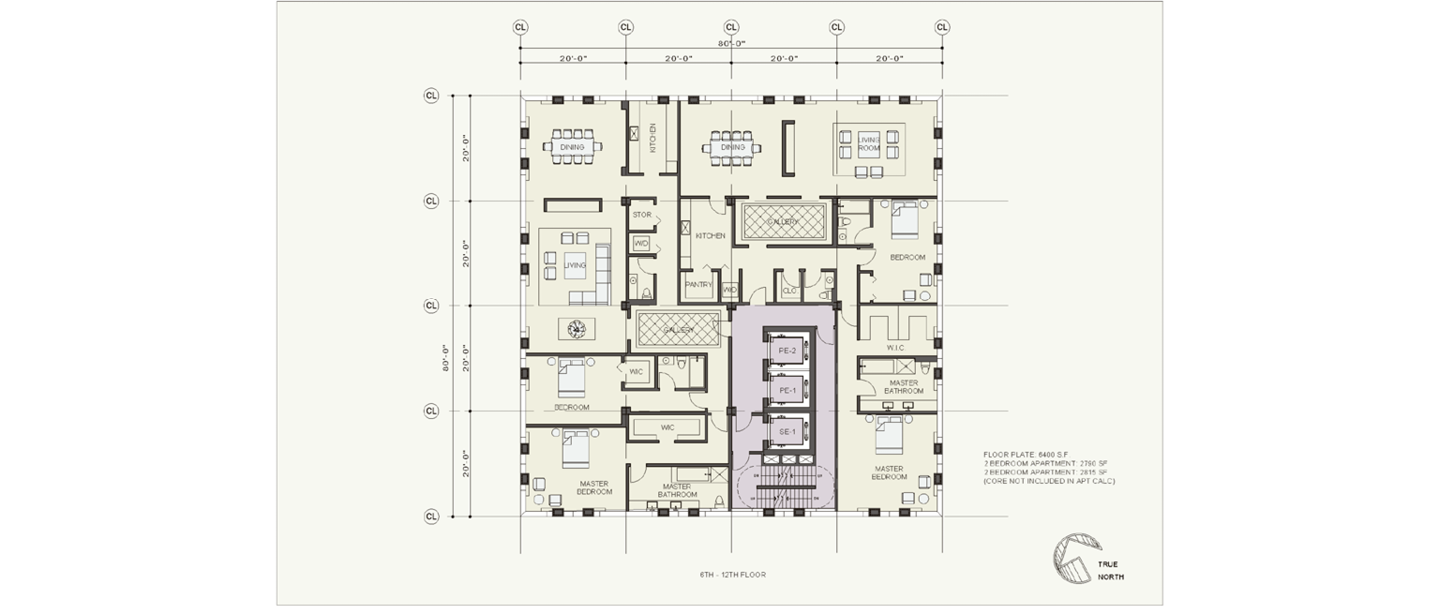 CL CL CL CL CL
80'-0"
20'-0" 20'-0" 20'-0" 20'-0"
CL
20'-0"
DINING
KITCHEN
DINING
LIVING
ROOM
CL
STOR.
GALLERY
20'-0"
W/D
KITCHEN
BEDROOM
LIVING
PANTRY
W/D
CLO
CL
GALLERY
W.I.C
80'-0"
20'-0"
PE-2
WIC
PE-1
MASTER
BATHROOM
BEDROOM
CL
WIC
SE-1
20'-0"
MASTER
BEDROOM
MASTER
BATHROOM
MASTER
BEDROOM
CL
FLOOR PLATE: 6400 S.F
2 BEDROOM APARTMENT: 2760 SF
2 BEDROOM APARTMENT: 2815 SF
(CORE NOT INCLUDED IN APT CALC)
TRUE
NORTH
6TH - 12TH FLOOR